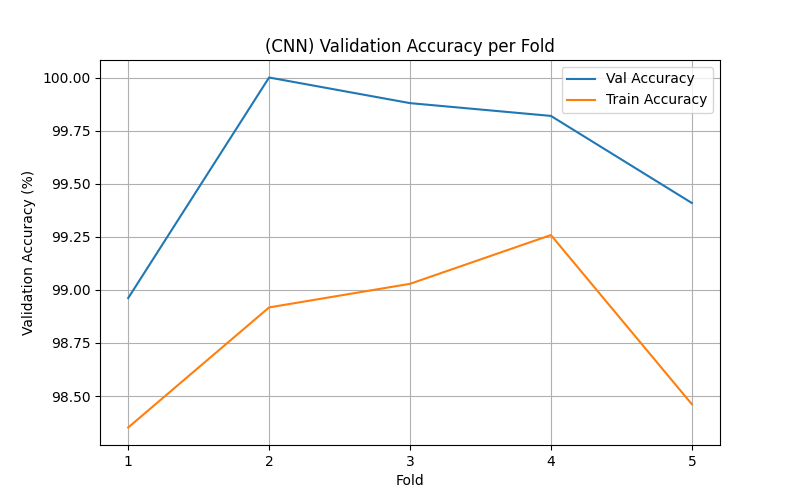 (CNN) Validation Accuracy per Fold
Val Accuracy
Train Accuracy
100.00
99.75
99.50
99.25
99.00
98.75
98.50
Validation Accuracy (%)
1 2 3 4 5
Fold